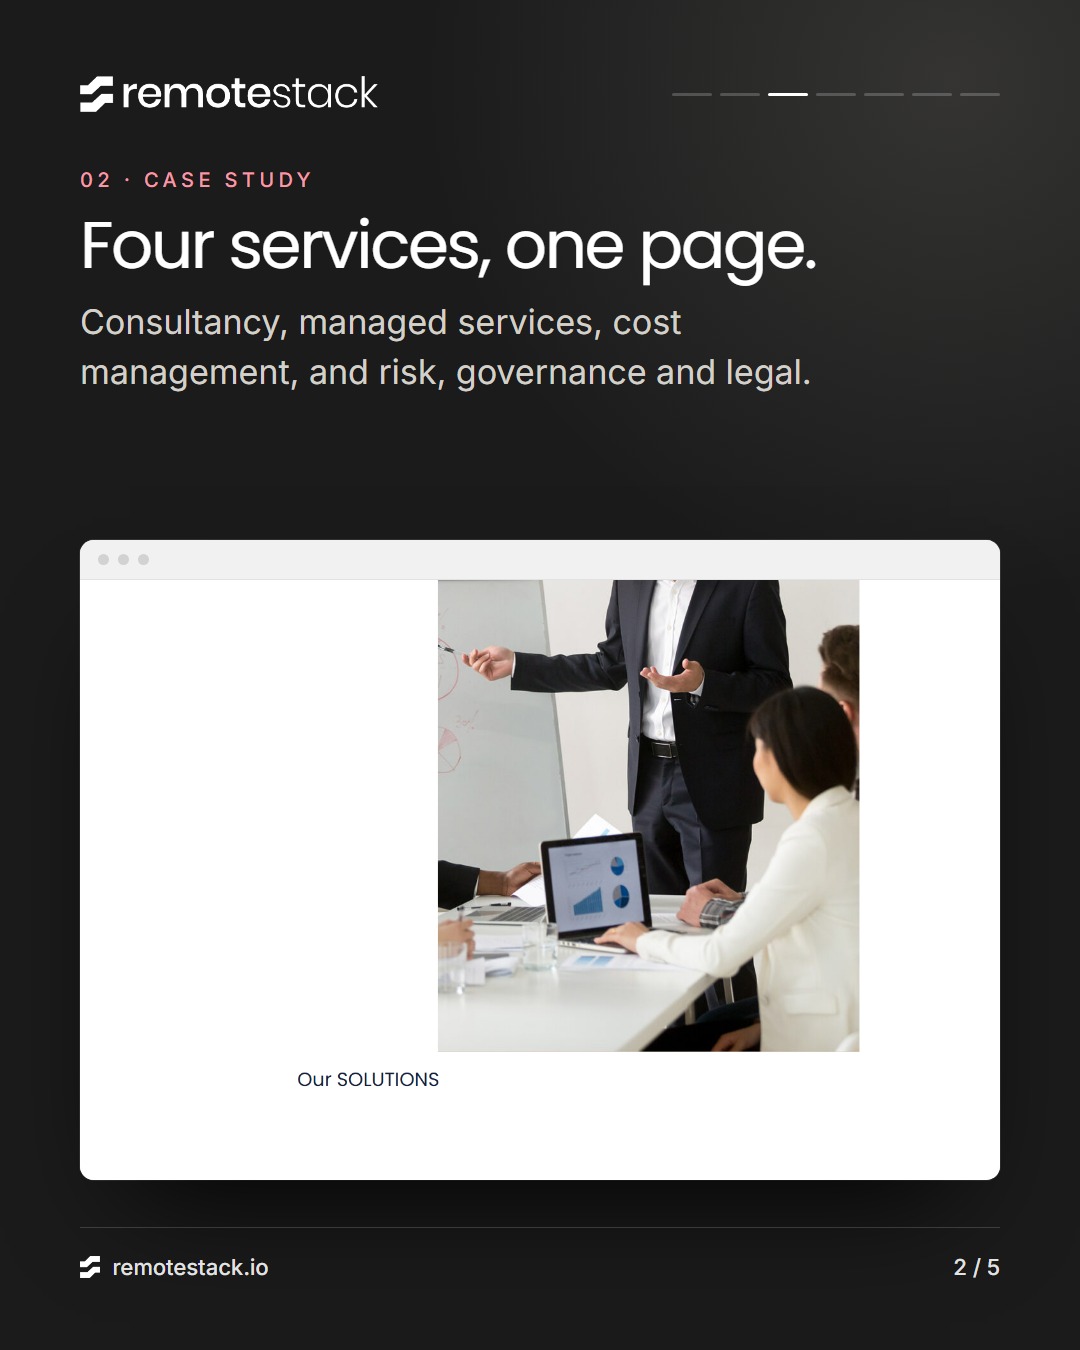 remotestack
02 · CASE STUDY
Four services, one page.
Consultancy, managed services, cost
management, and risk, governance and legal.
Our SOLUTIONS
remotestack.io
2 / 5